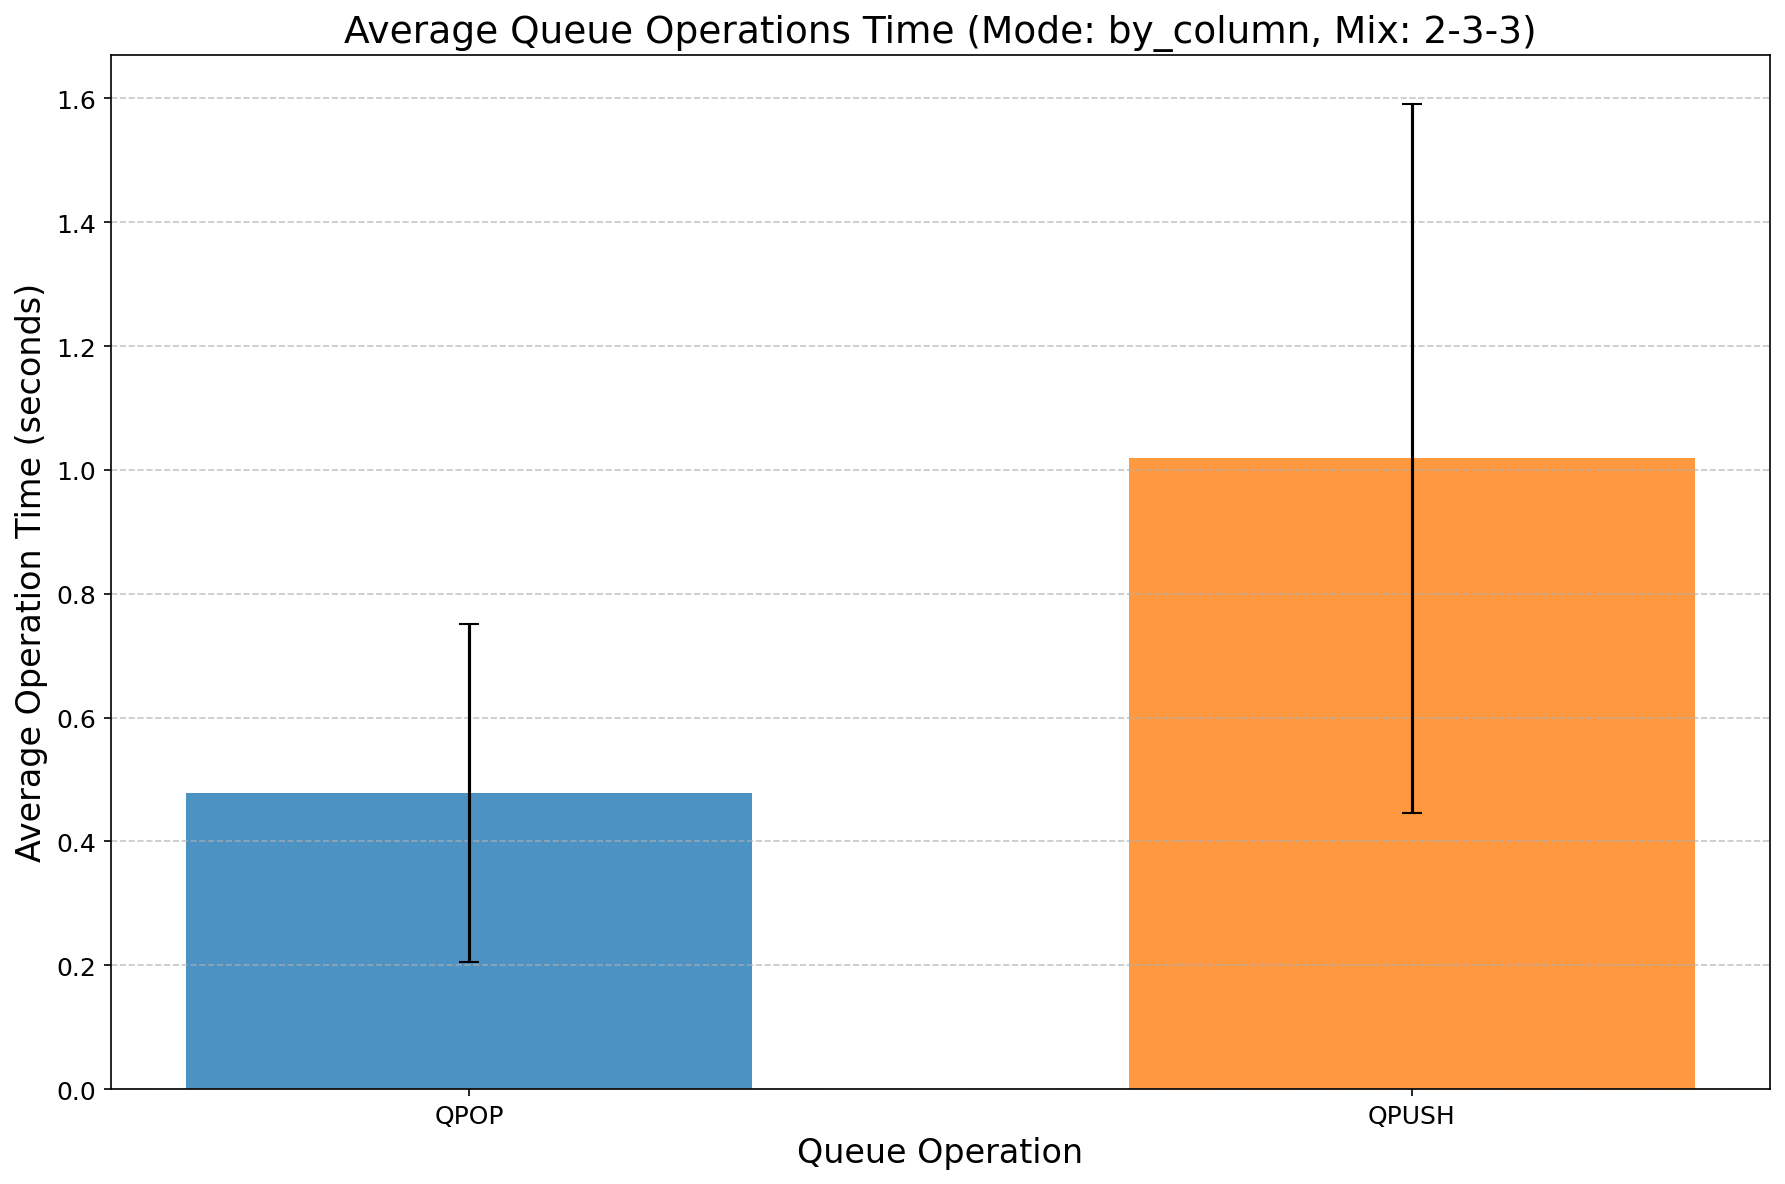 Average Queue Operations Time (Mode: by_column, Mix: 2-3-3)
Average Operation Time (seconds)
1.6
1.4
1.2
1.0
0.8
0.6
0.4
0.2
0.0
QPOP
QPUSH
Queue Operation